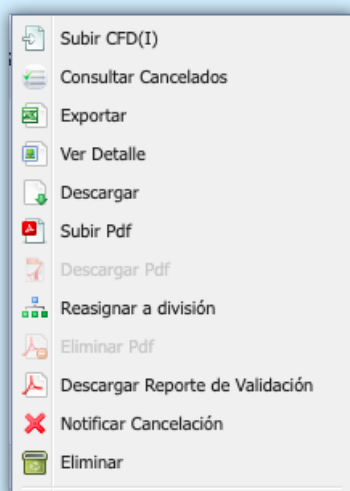 Subir CFD(I)
Consultar Cancelados
Exportar
Ver Detalle
Descargar
Subir Pdf
Descargar Pdf
Reasignar a división
Eliminar Pdf
Descargar Reporte de Validación
Notificar Cancelación
Eliminar